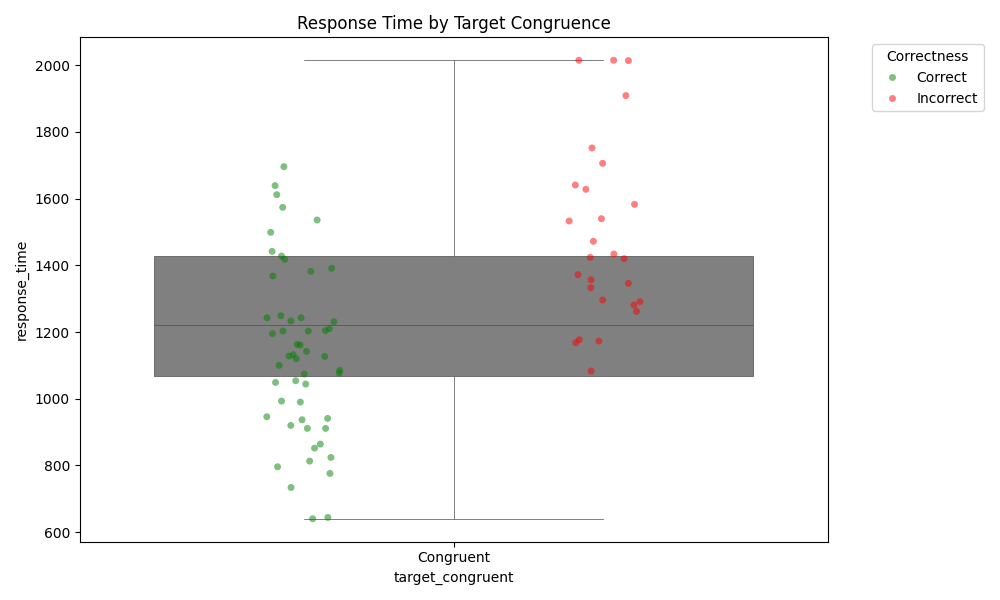 Response Time by Target Congruence
response_time
2000
1800
1600
1400
1200
1000
800
600
Congruent
target_congruent
Correctness
Correct
Incorrect